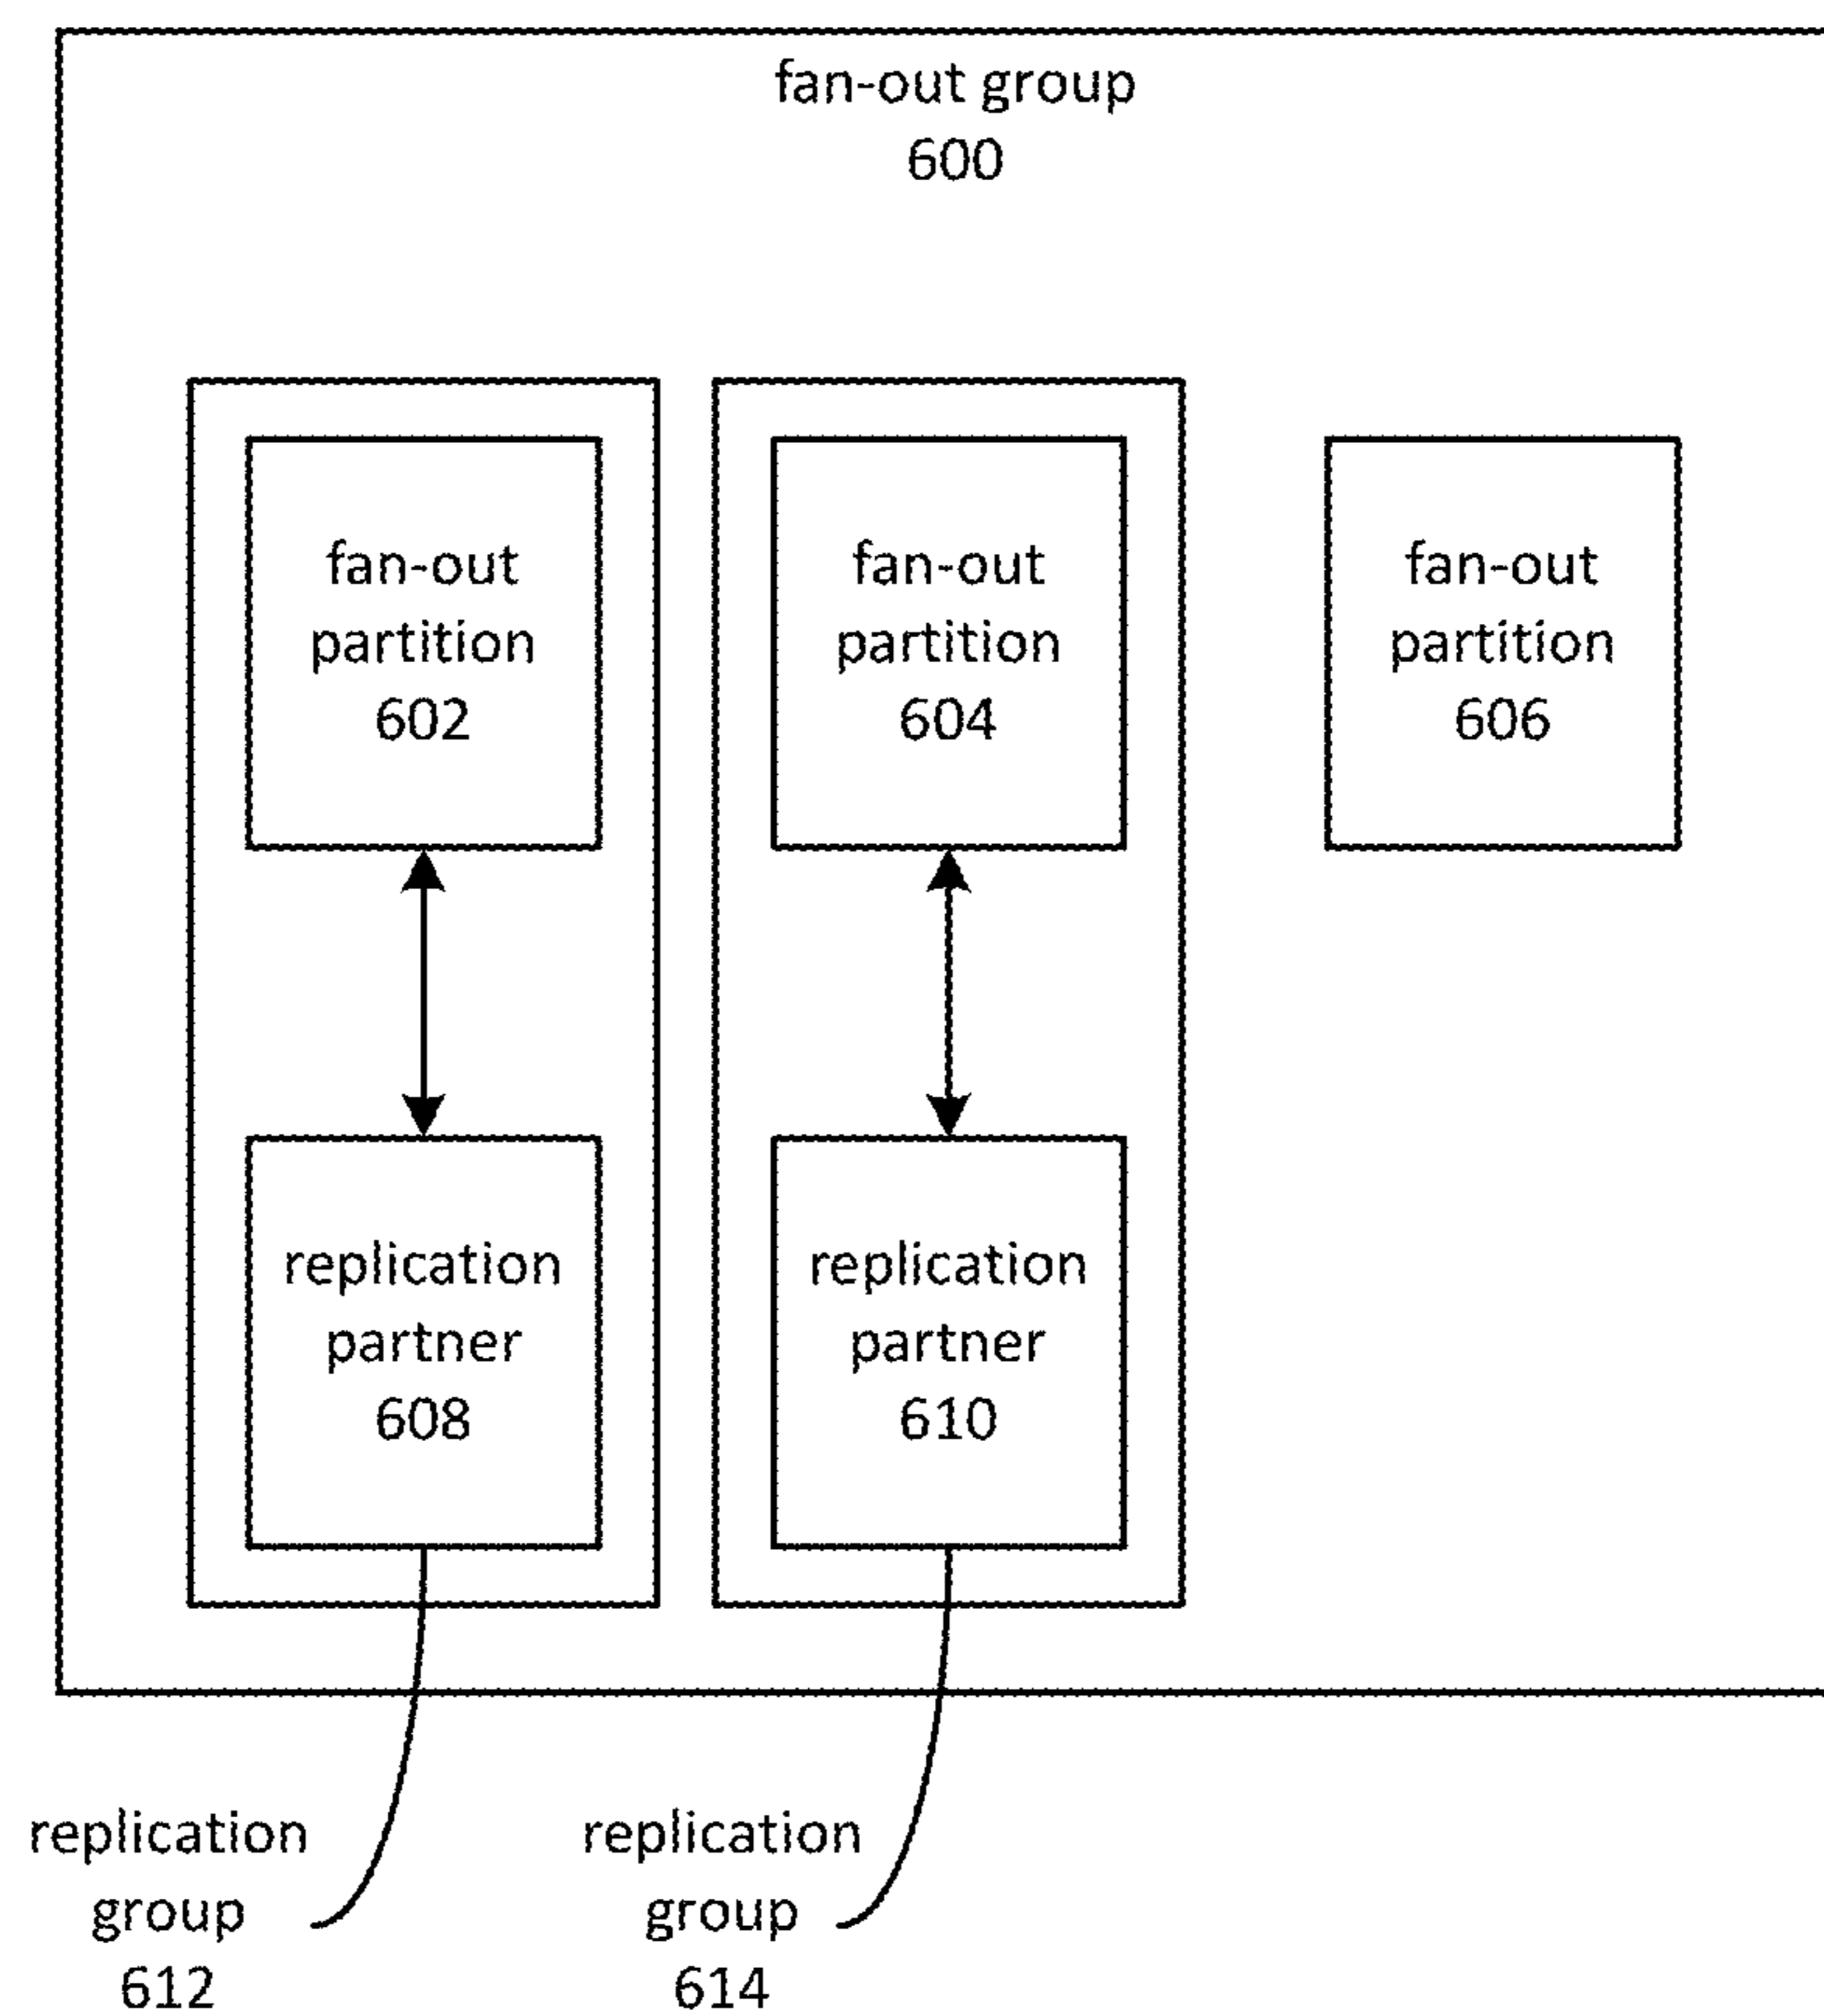 fan-out group
600
fan-out
partition
602
fan-out
partition
604
fan-out
partition
606
replication
partner
608
replication
partner
610
replication
group
612
replication
group
614